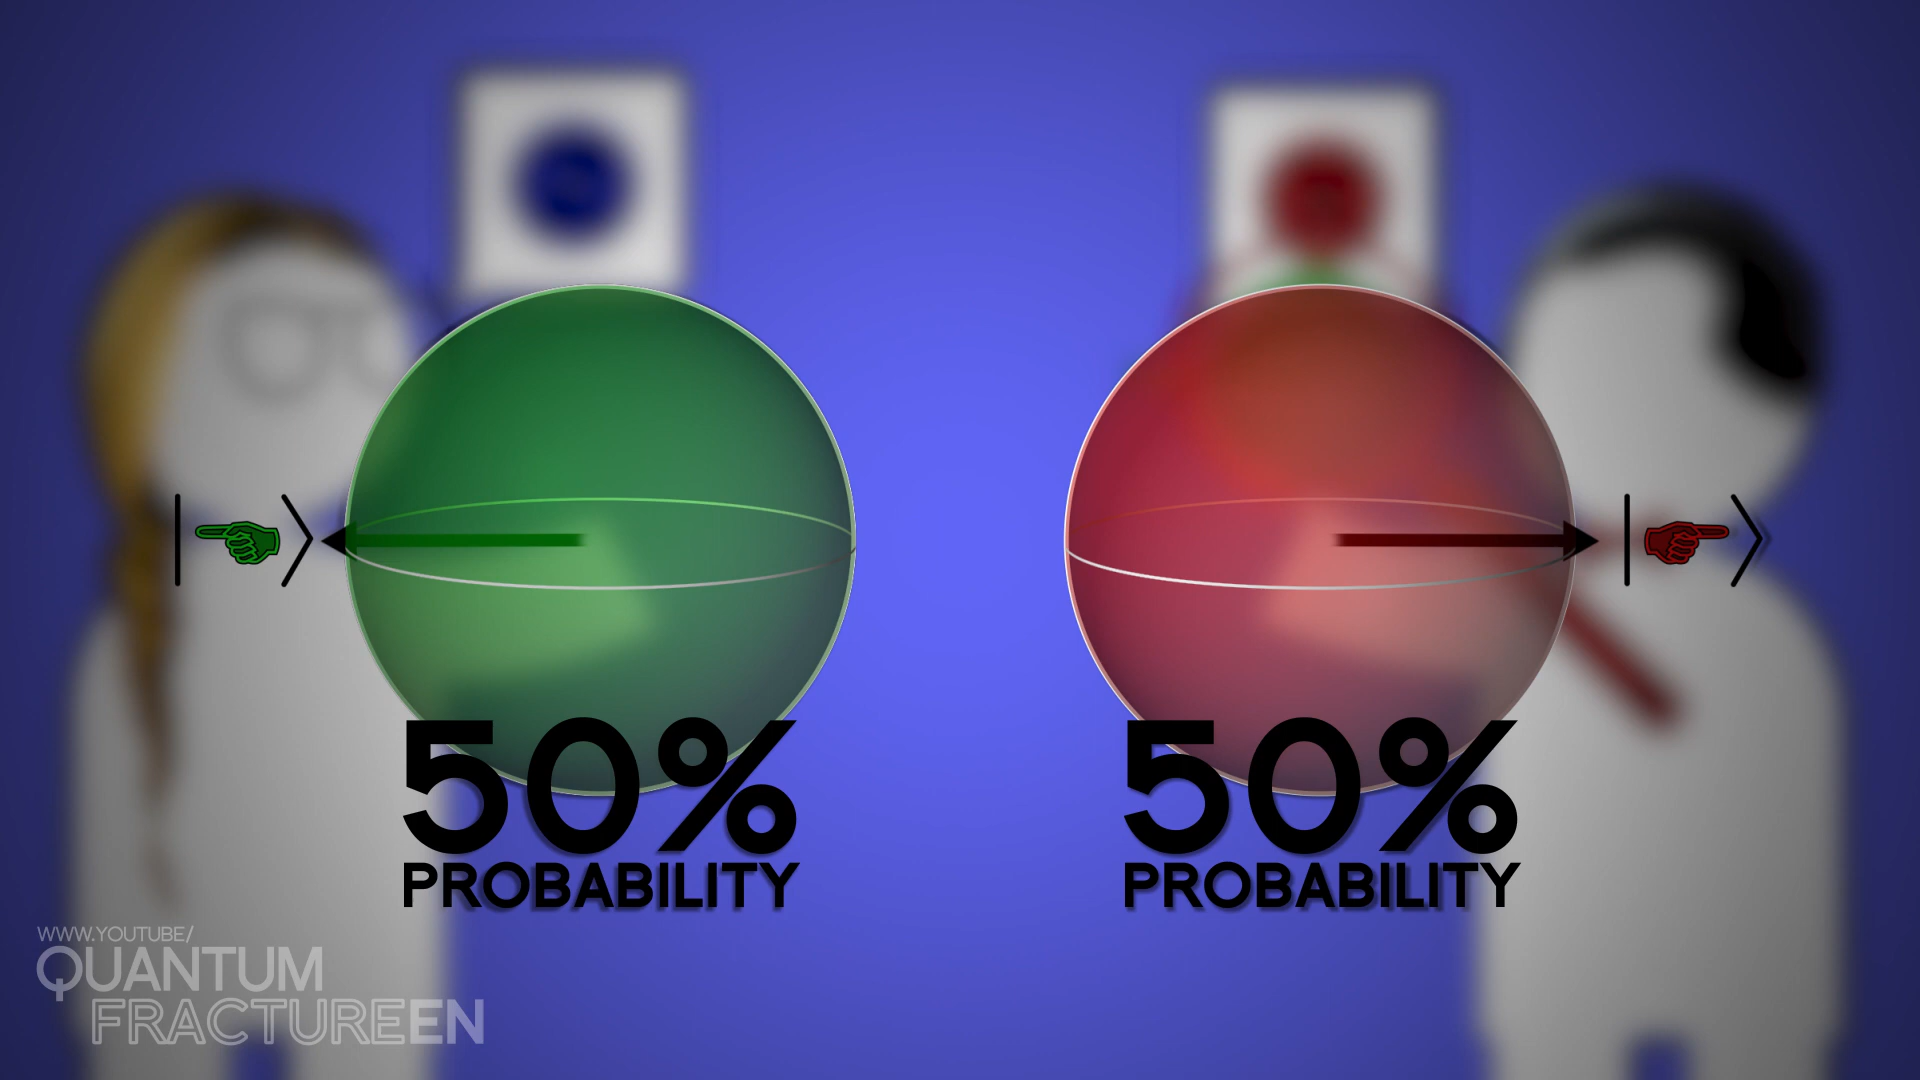 50%
PROBABILITY
50%
PROBABILITY
WWW.YOUTUBE/
QUANTUM
FRACTUREEN